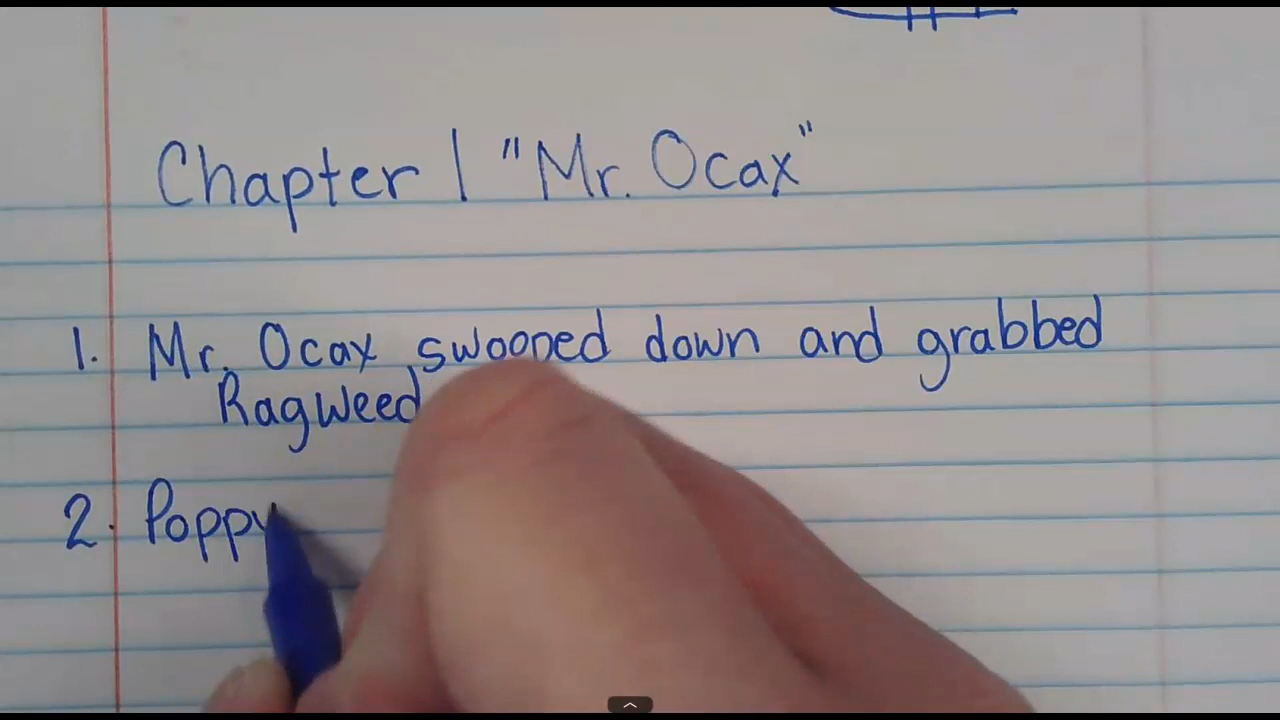 Chapter 1 "Mr. Ocax"
1. Mr. Ocax swooped down and grabbed
Ragweed
2. Poppy